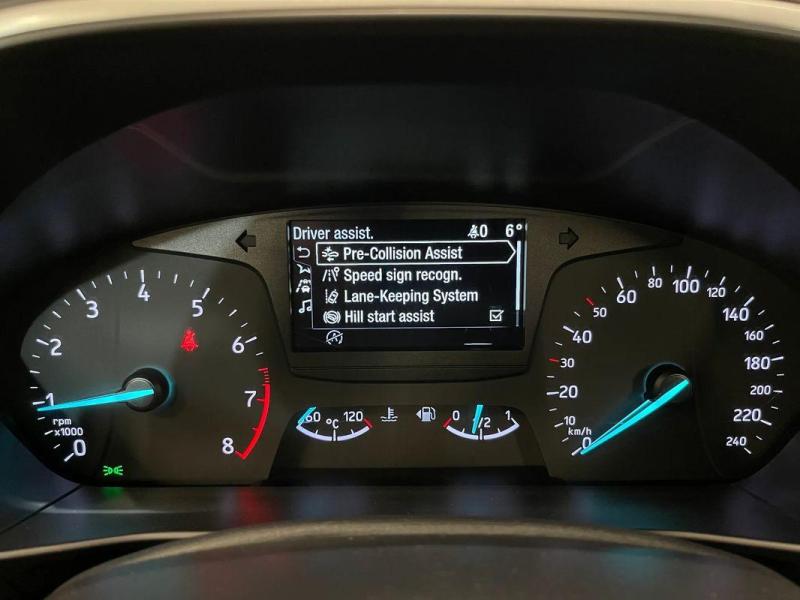 Driver assist. 40 6°
Pre-Collision Assist
Speed sign recogn.
Lane-Keeping System
Hill start assist
0 1 2 3 4 5 6 7 8
rpm
x1000
60 °C 120
0 1/2 1
0 10 20 30 40 50 60 80 100 120 140 160 180 200 220 240
km/h